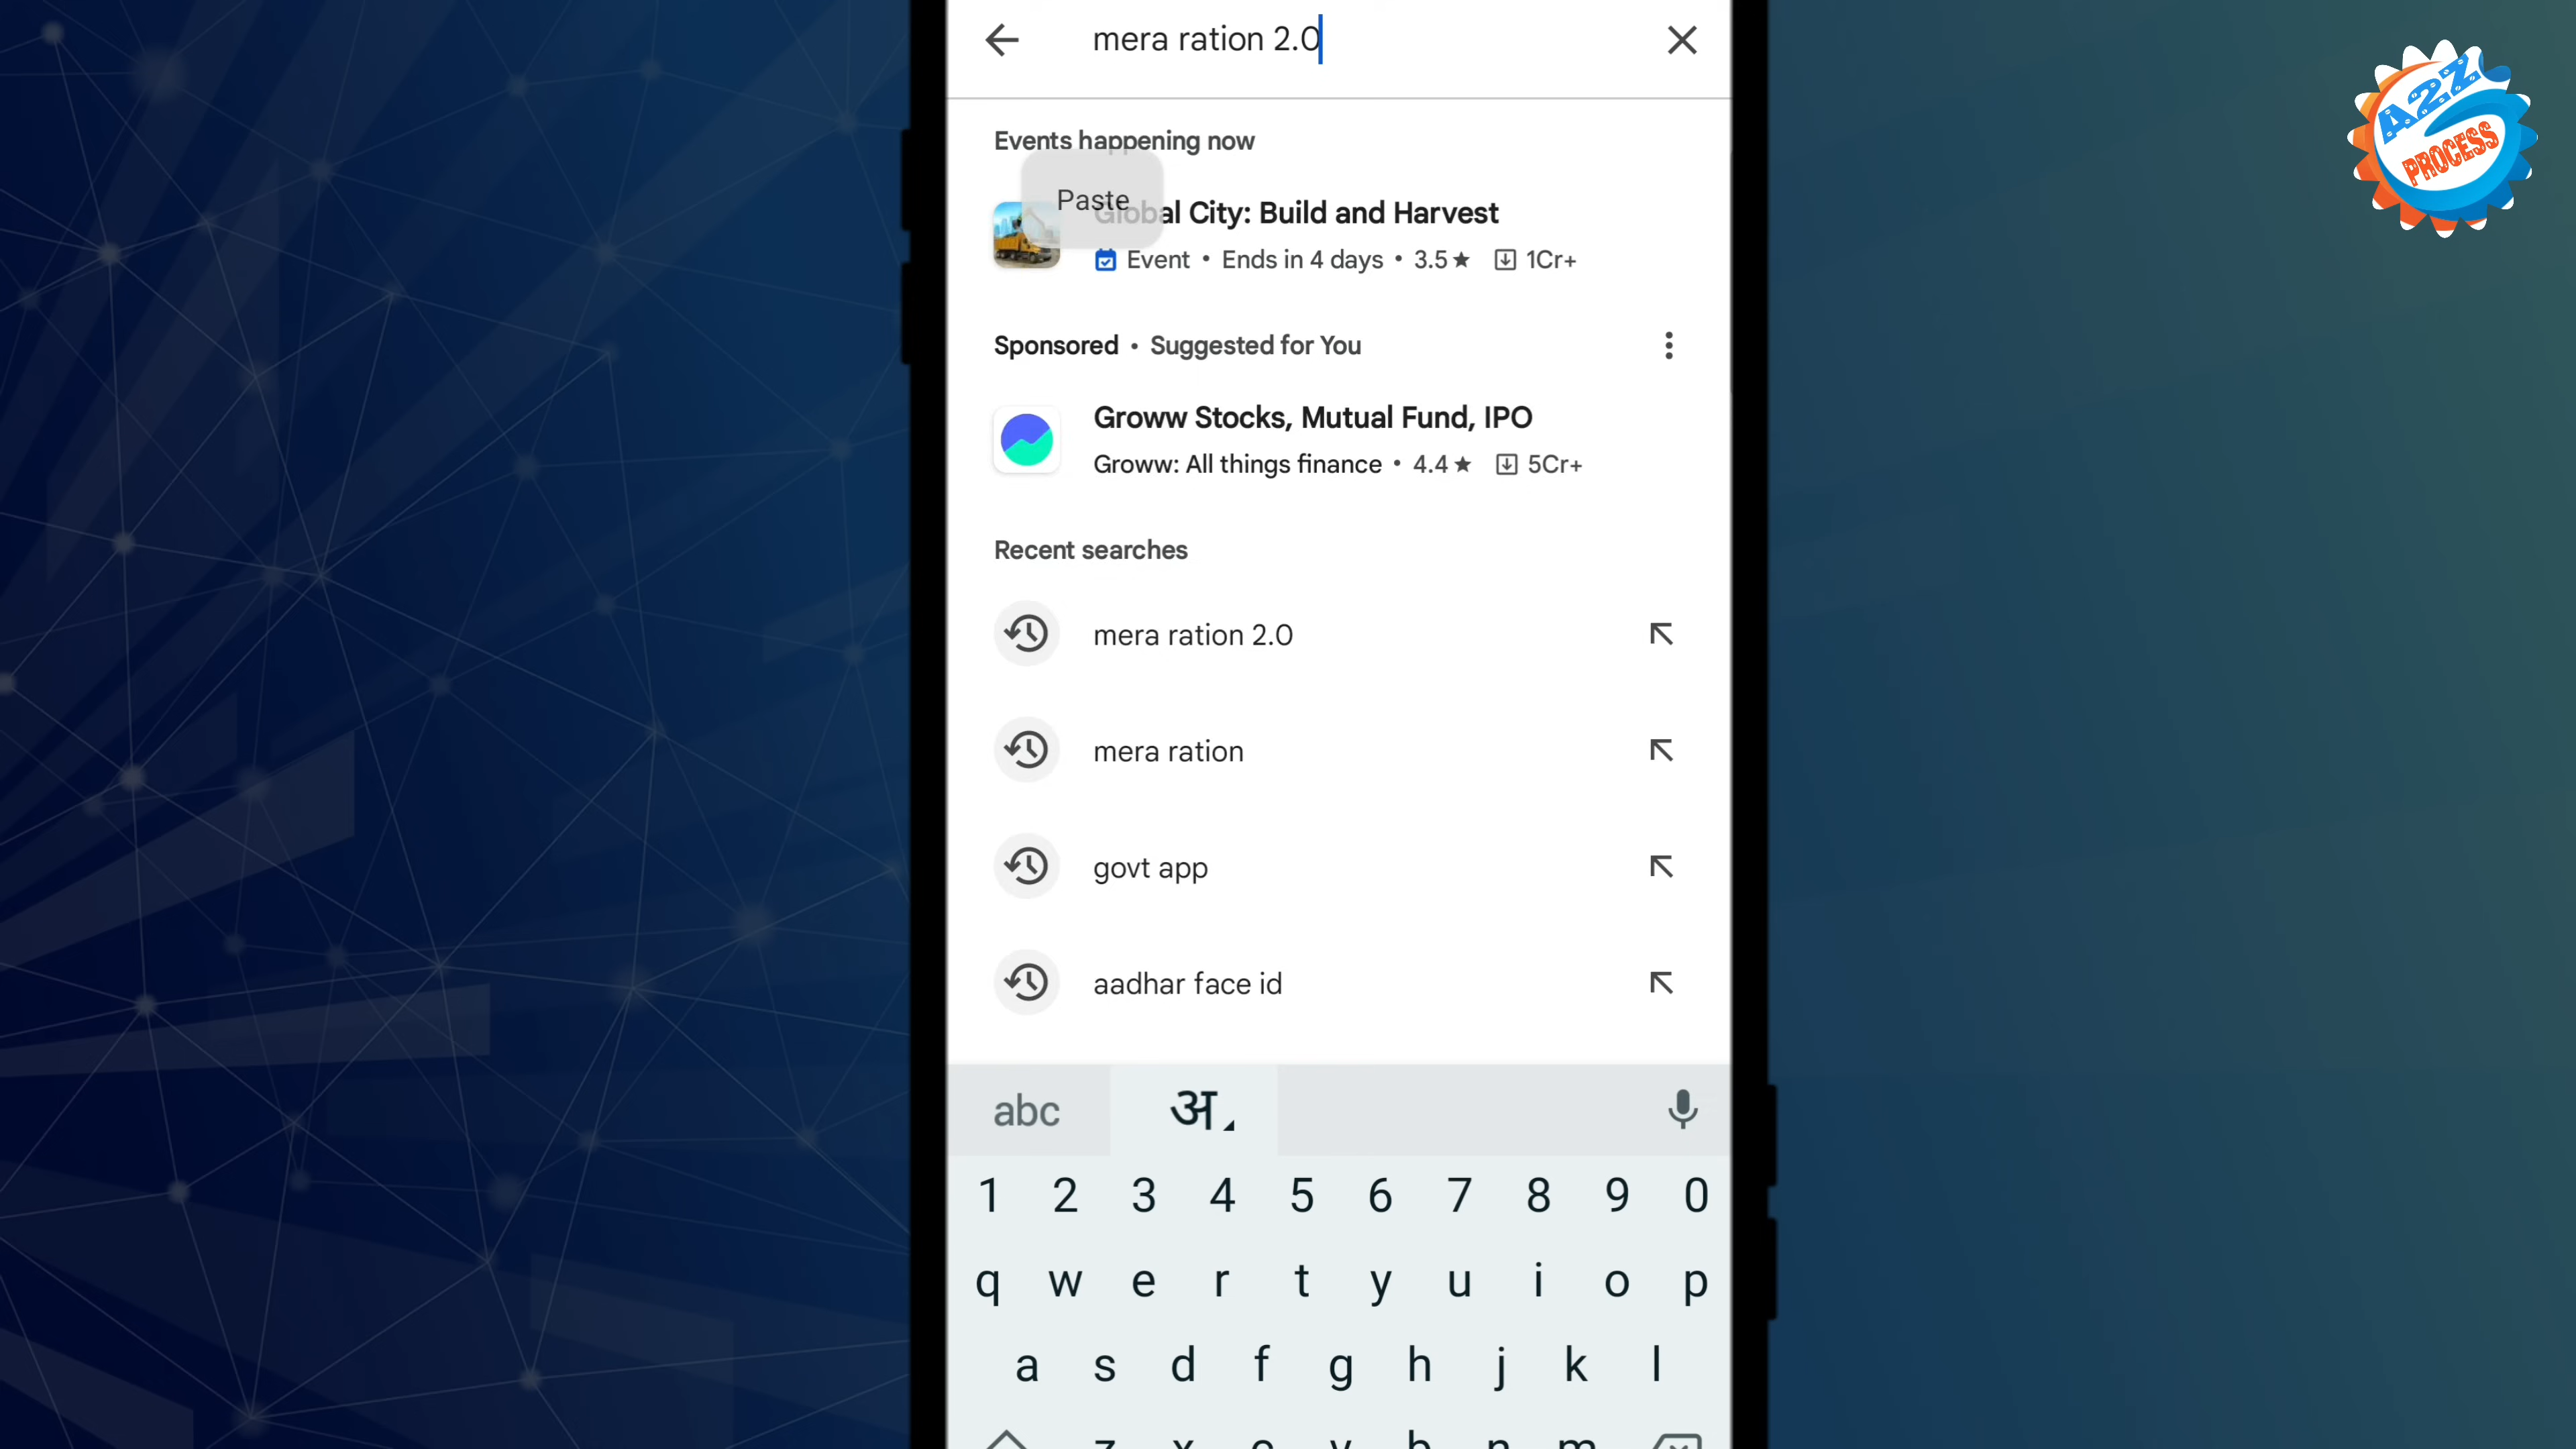 mera ration 2.0
A2Z
PROCESS
Events happening now
Paste
Global City: Build and Harvest
Event • Ends in 4 days • 3.5★ 1Cr+
Sponsored • Suggested for You
Groww Stocks, Mutual Fund, IPO
Groww: All things finance • 4.4★ 5Cr+
Recent searches
mera ration 2.0
mera ration
govt app
aadhar face id
abc अ
1 2 3 4 5 6 7 8 9 0
q w e r t y u i o p
a s d f g h j k l
z x c v b n m